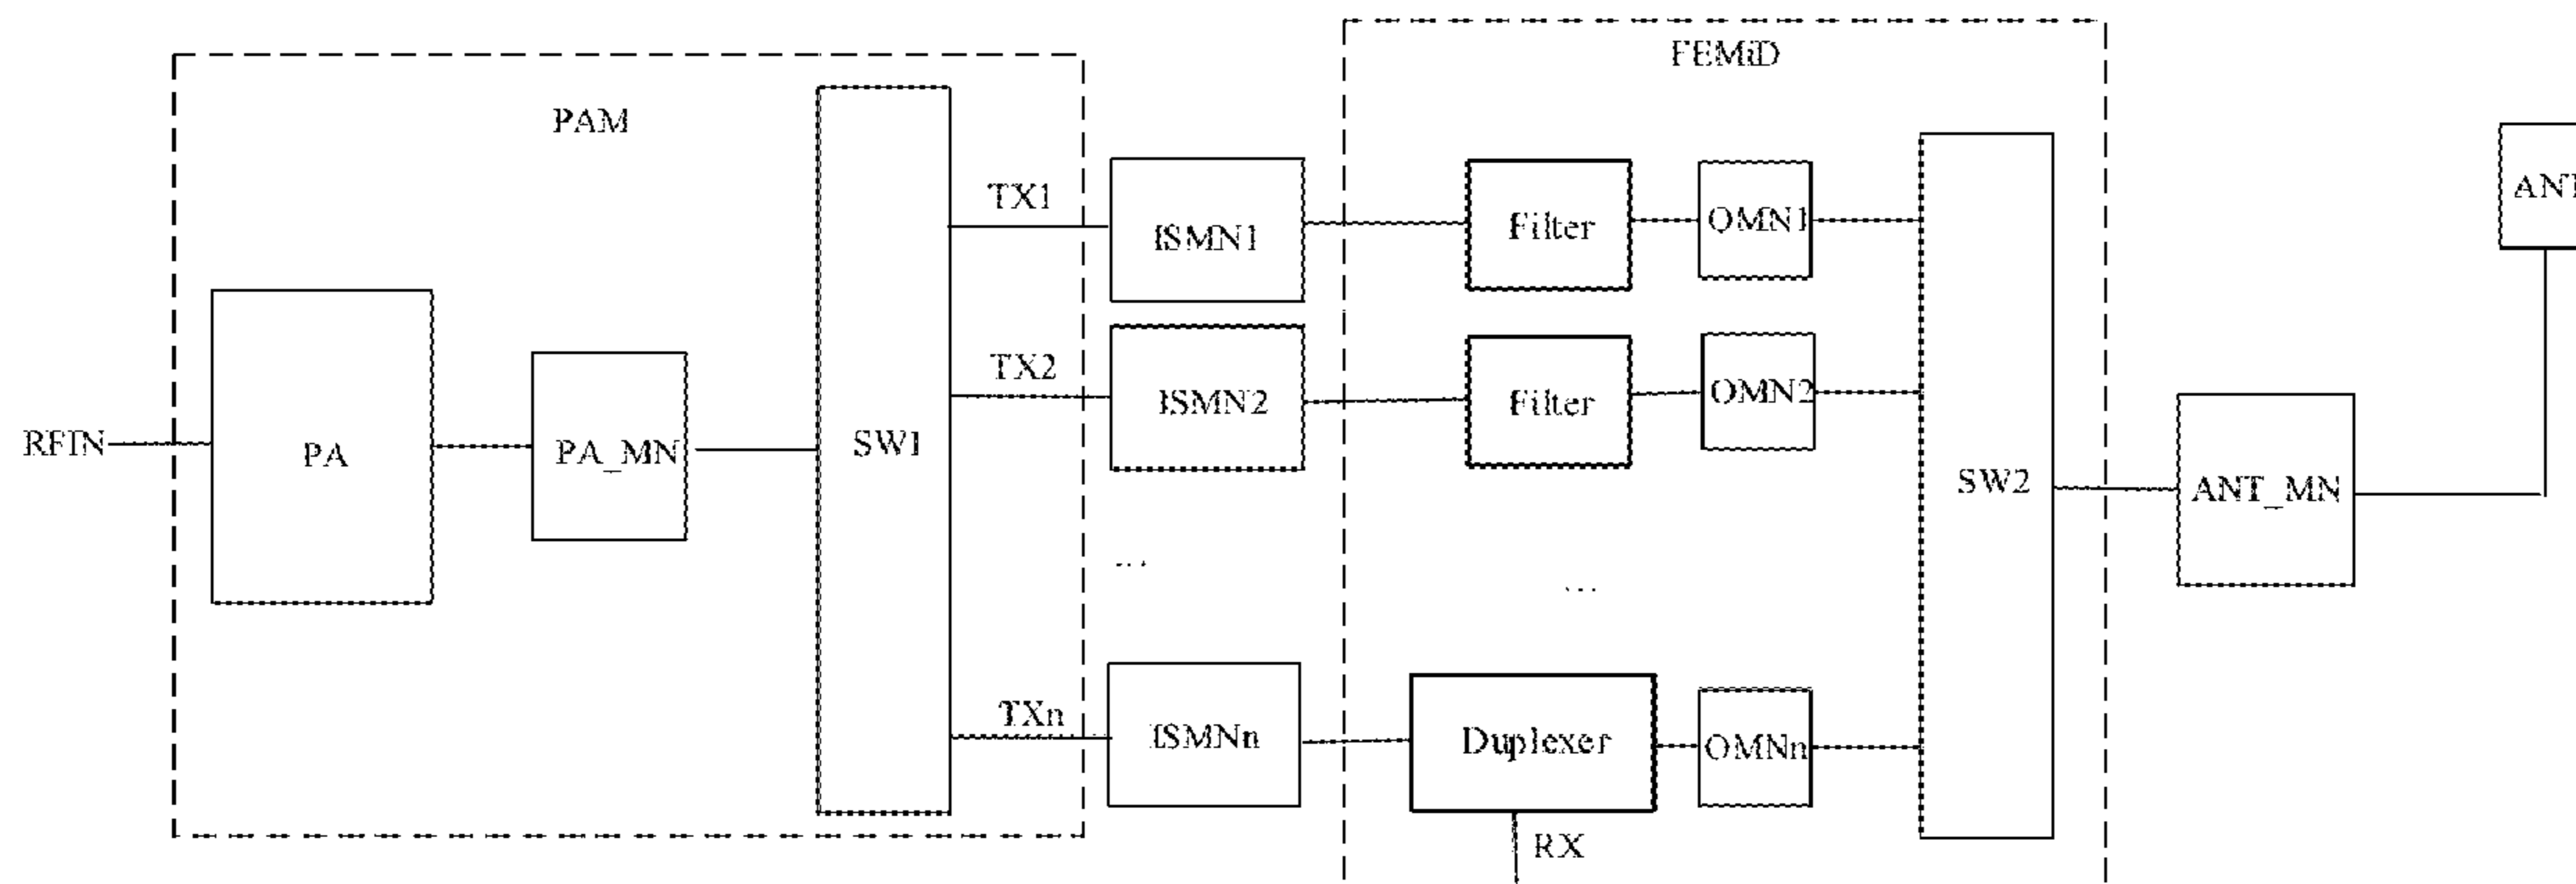 FEMiD
PAM
TX1
ISMN1
Filter
OMN1
ANT
TX2
ISMN2
Filter
OMN2
RFIN
PA
PA_MN
SW1
SW2
ANT_MN
...
...
TXn
ISMNn
Duplexer
OMNn
RX